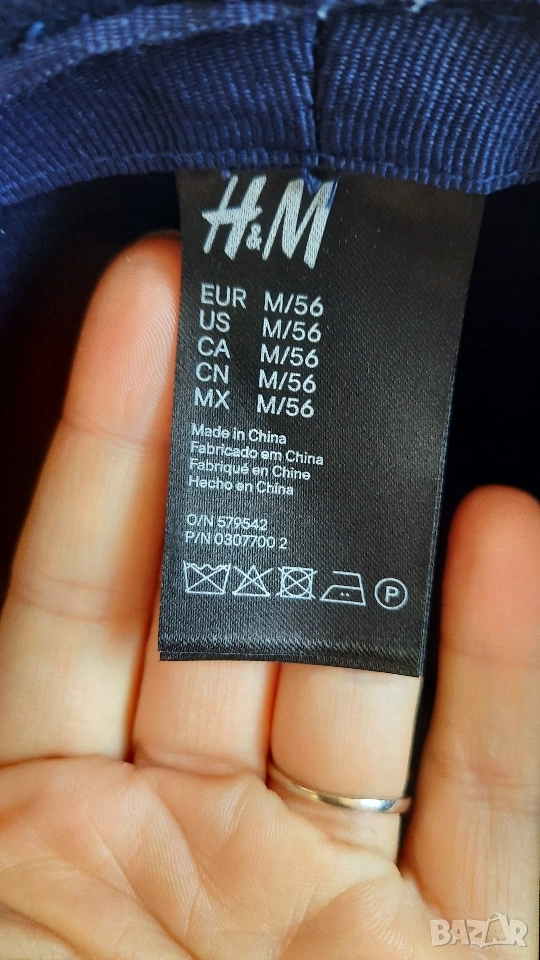 H&M
EUR M/56
US M/56
CA M/56
CN M/56
MX M/56
Made in China
Fabricado em China
Fabriqué en Chine
Hecho en China
O/N 579542
P/N 0307700 2
P
BAZAR